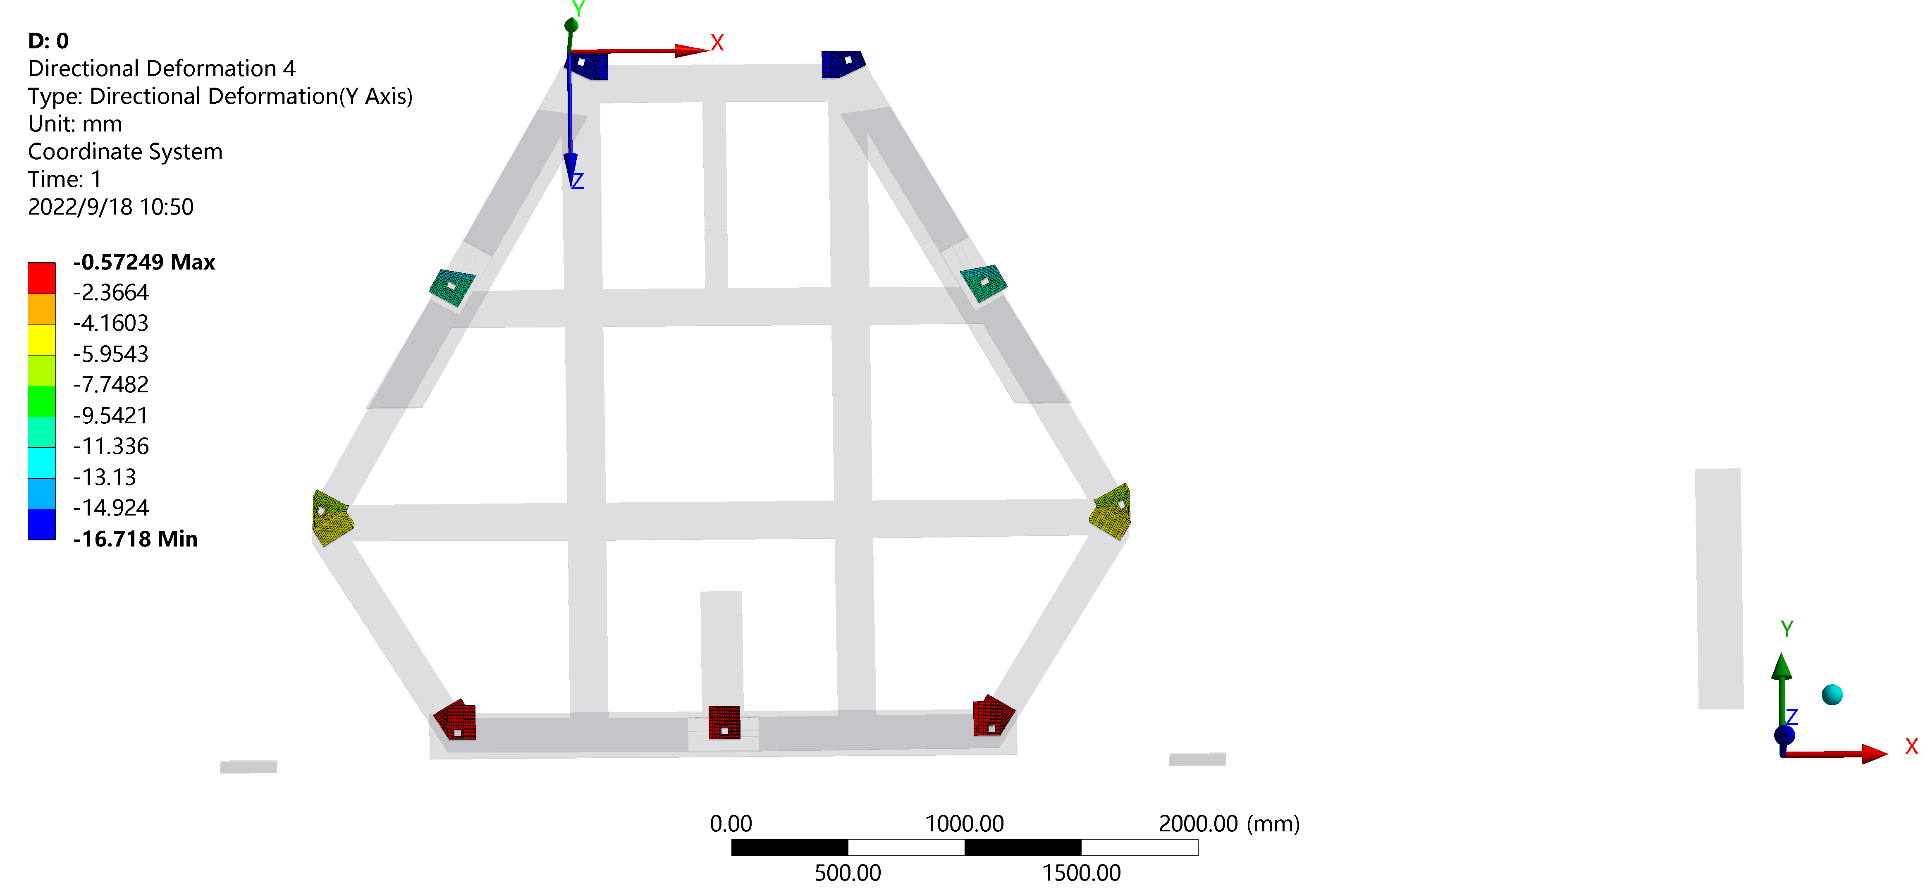 D: 0
Directional Deformation 4
Type: Directional Deformation(Y Axis)
Unit: mm
Coordinate System
Time: 1
2022/9/18 10:50
-0.57249 Max
-2.3664
-4.1603
-5.9543
-7.7482
-9.5421
-11.336
-13.13
-14.924
-16.718 Min
Y
X
Z
Y
Z
X
0.00 1000.00 2000.00 (mm)
500.00 1500.00